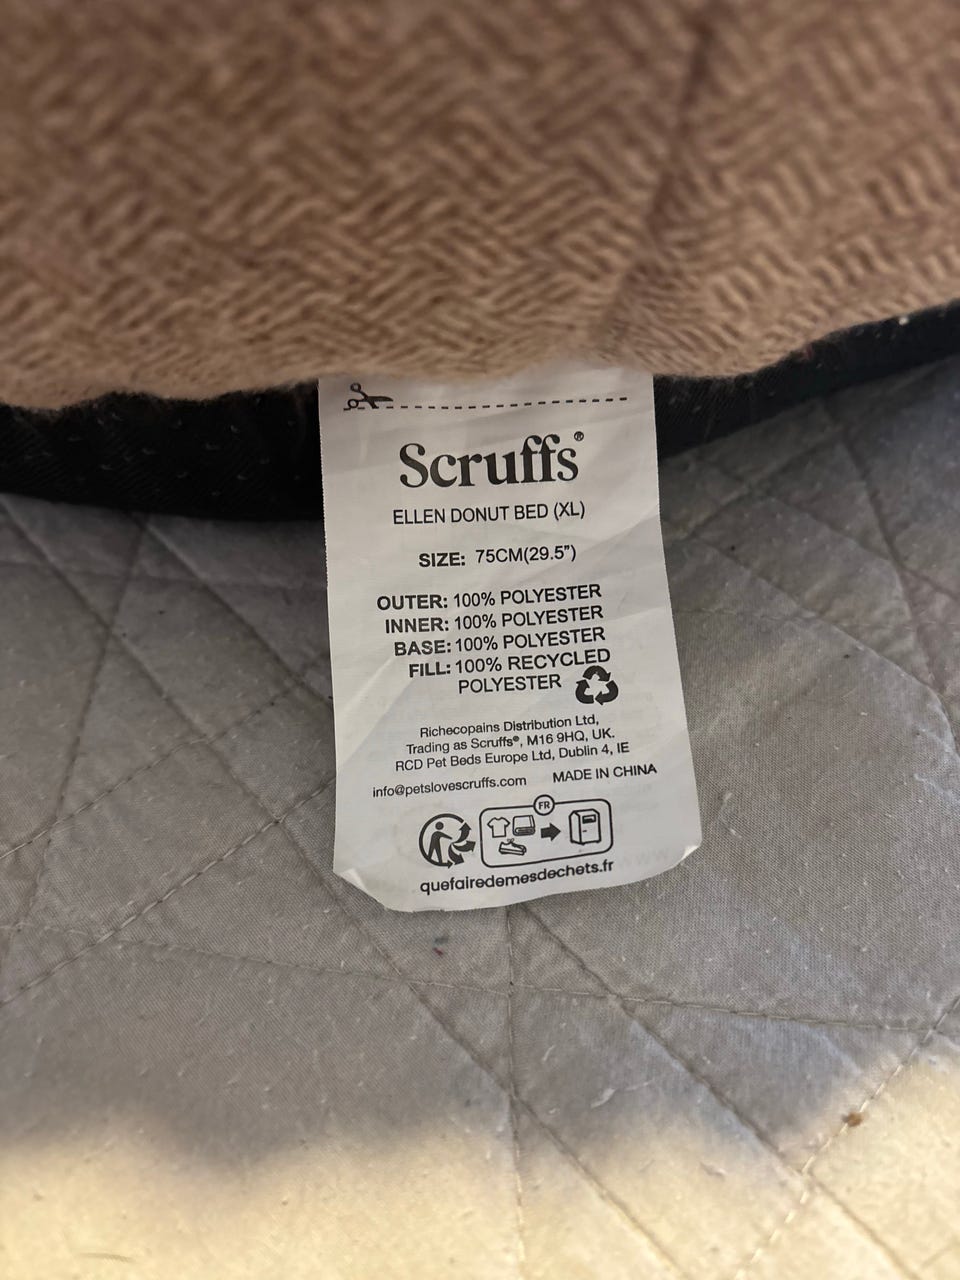 Scruffs®
ELLEN DONUT BED (XL)
SIZE: 75CM(29.5”)
OUTER: 100% POLYESTER
INNER: 100% POLYESTER
BASE: 100% POLYESTER
FILL: 100% RECYCLED
POLYESTER
Richecopains Distribution Ltd,
Trading as Scruffs®, M16 9HQ, UK.
RCD Pet Beds Europe Ltd, Dublin 4, IE
info@petslovescruffs.com MADE IN CHINA
FR
quefairedemesdechets.fr